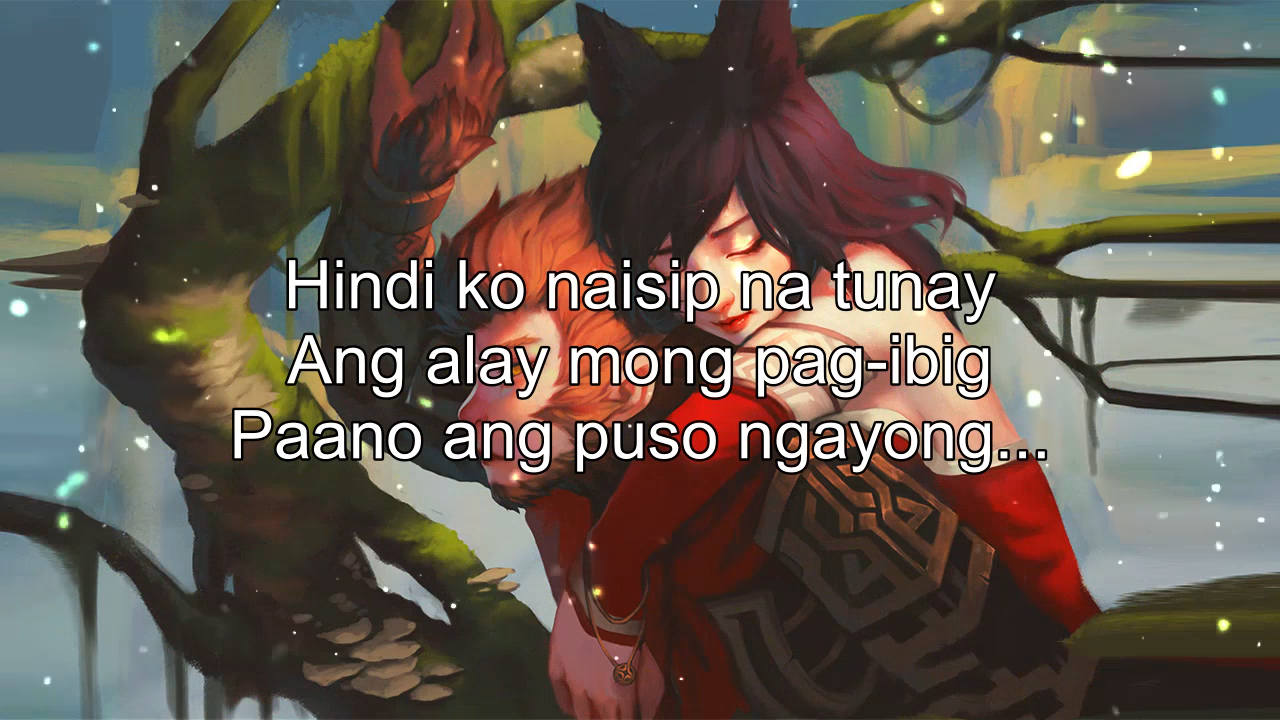 Hindi ko naisip na tunay
Ang alay mong pag-ibig
Paano ang puso ngayong...